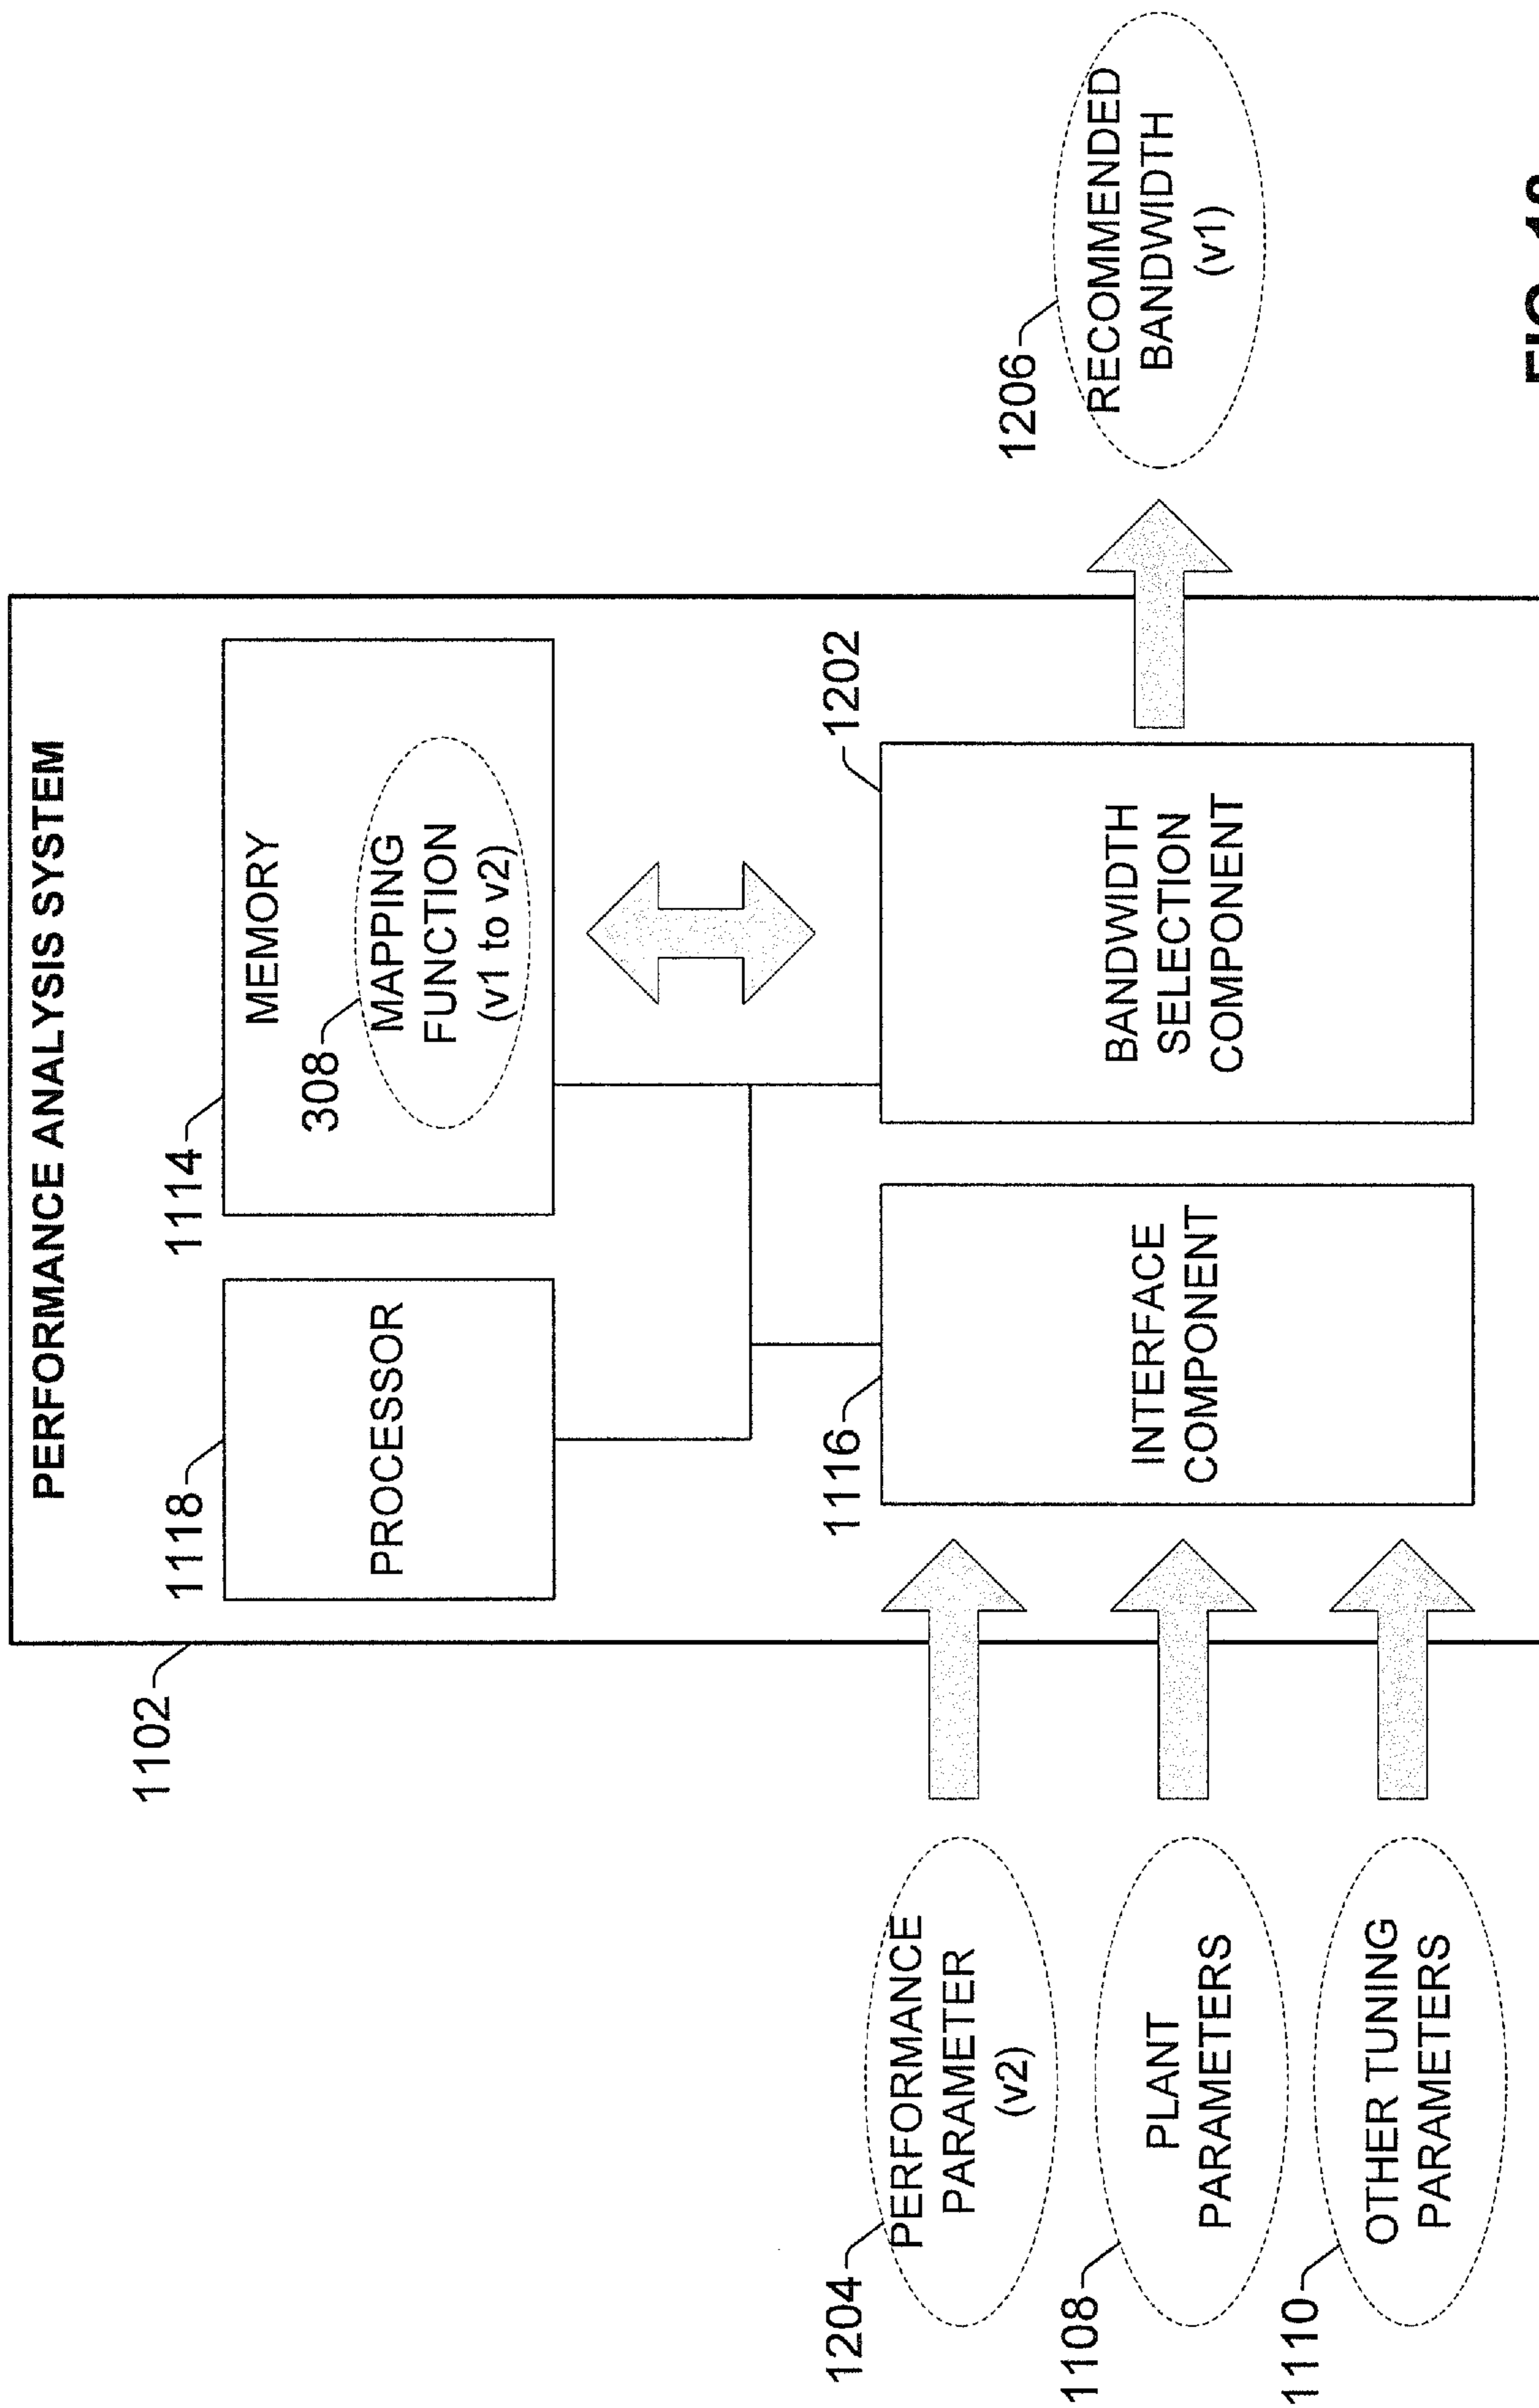 PERFORMANCE ANALYSIS SYSTEM
1102
1118
PROCESSOR
1114
MEMORY
308
MAPPING
FUNCTION
(v1 to v2)
1204
PERFORMANCE
PARAMETER
(v2)
1108
PLANT
PARAMETERS
1110
OTHER TUNING
PARAMETERS
1116
INTERFACE
COMPONENT
1202
BANDWIDTH
SELECTION
COMPONENT
1206
RECOMMENDED
BANDWIDTH
(v1)
FIG